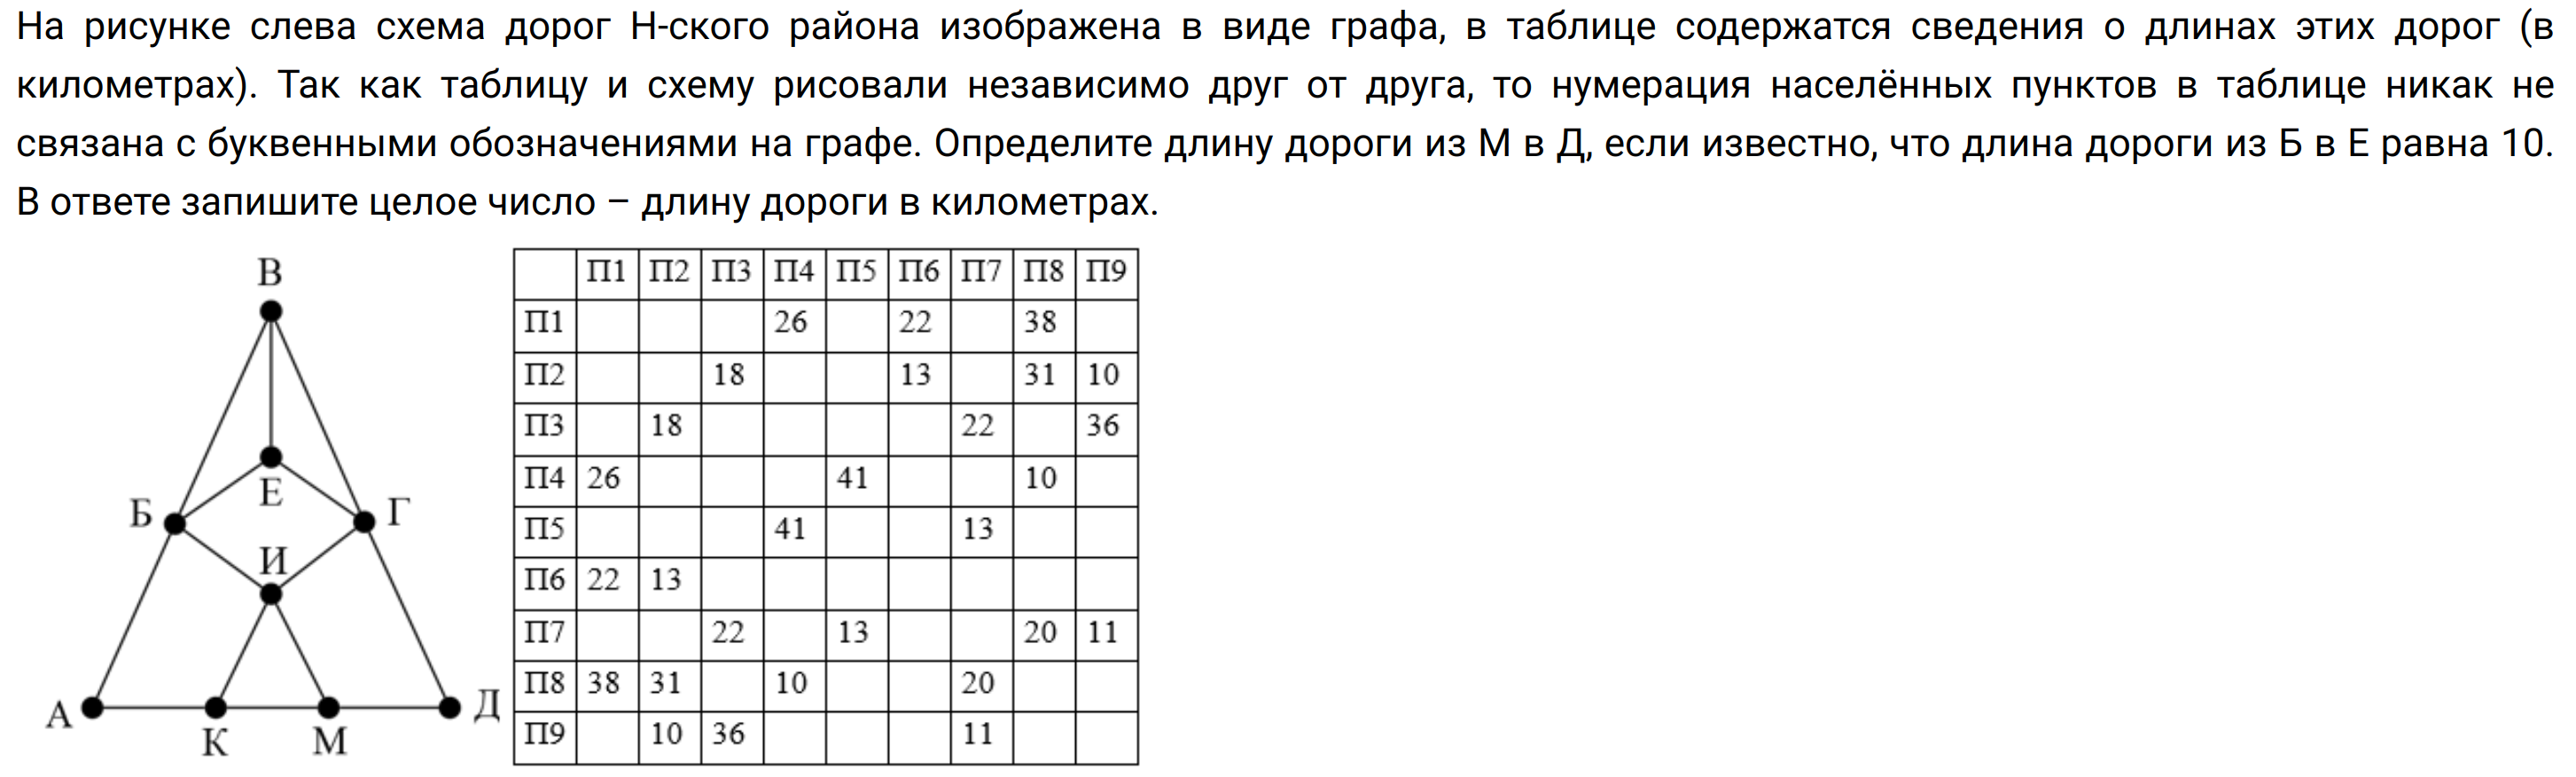 На рисунке слева схема дорог Н-ского района изображена в виде графа, в таблице содержатся сведения о длинах этих дорог (в
километрах). Так как таблицу и схему рисовали независимо друг от друга, то нумерация населённых пунктов в таблице никак не
связана с буквенными обозначениями на графе. Определите длину дороги из М в Д, если известно, что длина дороги из Б в Е равна 10.
В ответе запишите целое число – длину дороги в километрах.
В
Е
Б
Г
И
А
К
М
Д
П1 П2 П3 П4 П5 П6 П7 П8 П9
П1 26 22 38
П2 18 13 31 10
П3 18 22 36
П4 26 41 10
П5 41 13
П6 22 13
П7 22 13 20 11
П8 38 31 10 20
П9 10 36 11